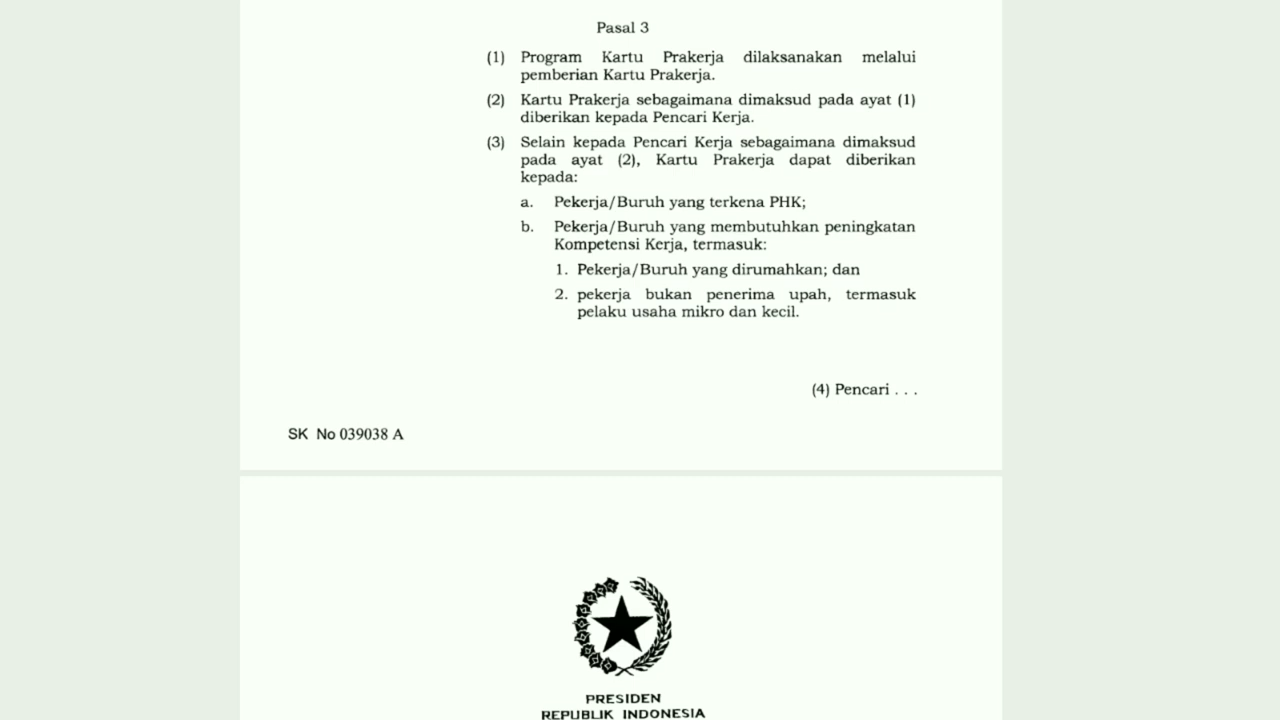 Pasal 3
(1) Program Kartu Prakerja dilaksanakan melalui
pemberian Kartu Prakerja.
(2) Kartu Prakerja sebagaimana dimaksud pada ayat (1)
diberikan kepada Pencari Kerja.
(3) Selain kepada Pencari Kerja sebagaimana dimaksud
pada ayat (2), Kartu Prakerja dapat diberikan
kepada:
a. Pekerja/Buruh yang terkena PHK;
b. Pekerja/Buruh yang membutuhkan peningkatan
Kompetensi Kerja, termasuk:
1. Pekerja/Buruh yang dirumahkan; dan
2. pekerja bukan penerima upah, termasuk
pelaku usaha mikro dan kecil.
(4) Pencari . . .
SK No 039038 A
PRESIDEN
REPUBLIK INDONESIA